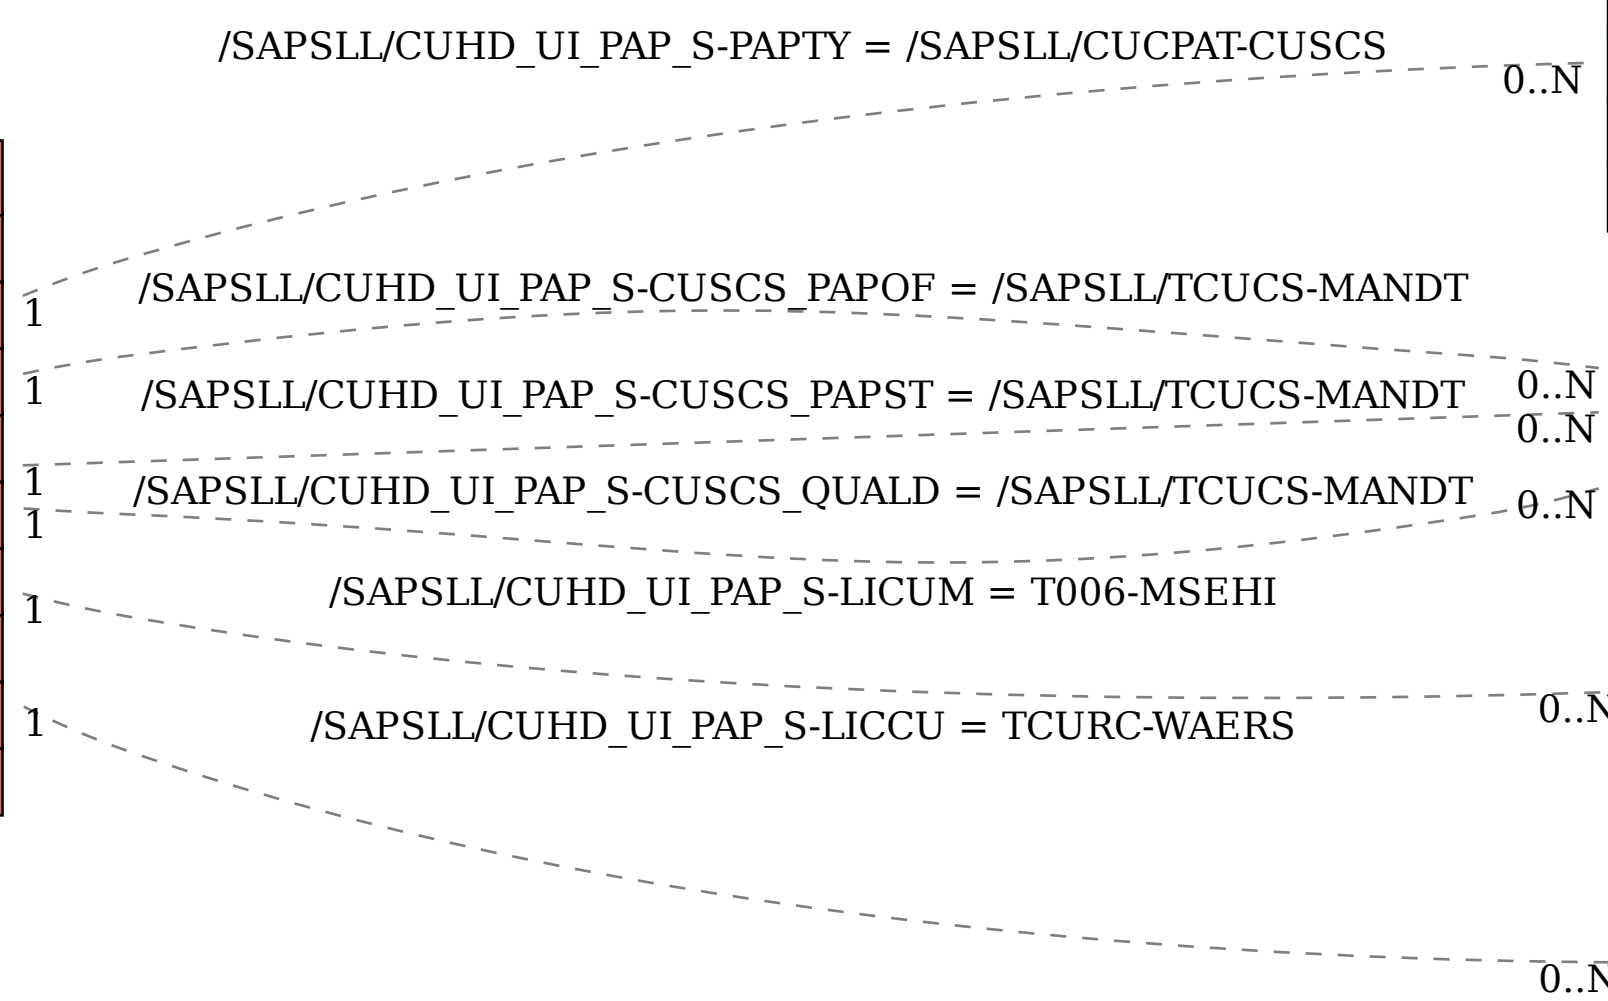 /SAPSLL/CUHD_UI_PAP_S-PAPTY = /SAPSLL/CUCPAT-CUSCS
0..N
/SAPSLL/CUHD_UI_PAP_S-CUSCS_PAPOF = /SAPSLL/TCUCS-MANDT
1
0..N
1
/SAPSLL/CUHD_UI_PAP_S-CUSCS_PAPST = /SAPSLL/TCUCS-MANDT
0..N
1
/SAPSLL/CUHD_UI_PAP_S-CUSCS_QUALD = /SAPSLL/TCUCS-MANDT
0..N
1
/SAPSLL/CUHD_UI_PAP_S-LICUM = T006-MSEHI
1
0..N
1
/SAPSLL/CUHD_UI_PAP_S-LICCU = TCURC-WAERS
0..N